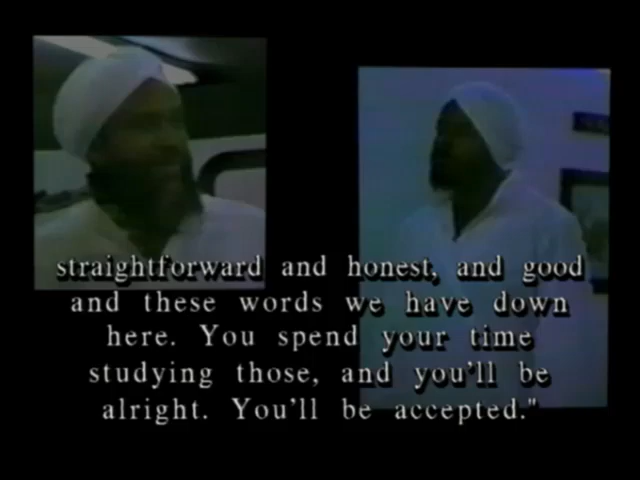 straightforward and honest, and good
and these words we have down
here. You spend your time
studying those, and you'll be
alright. You'll be accepted."